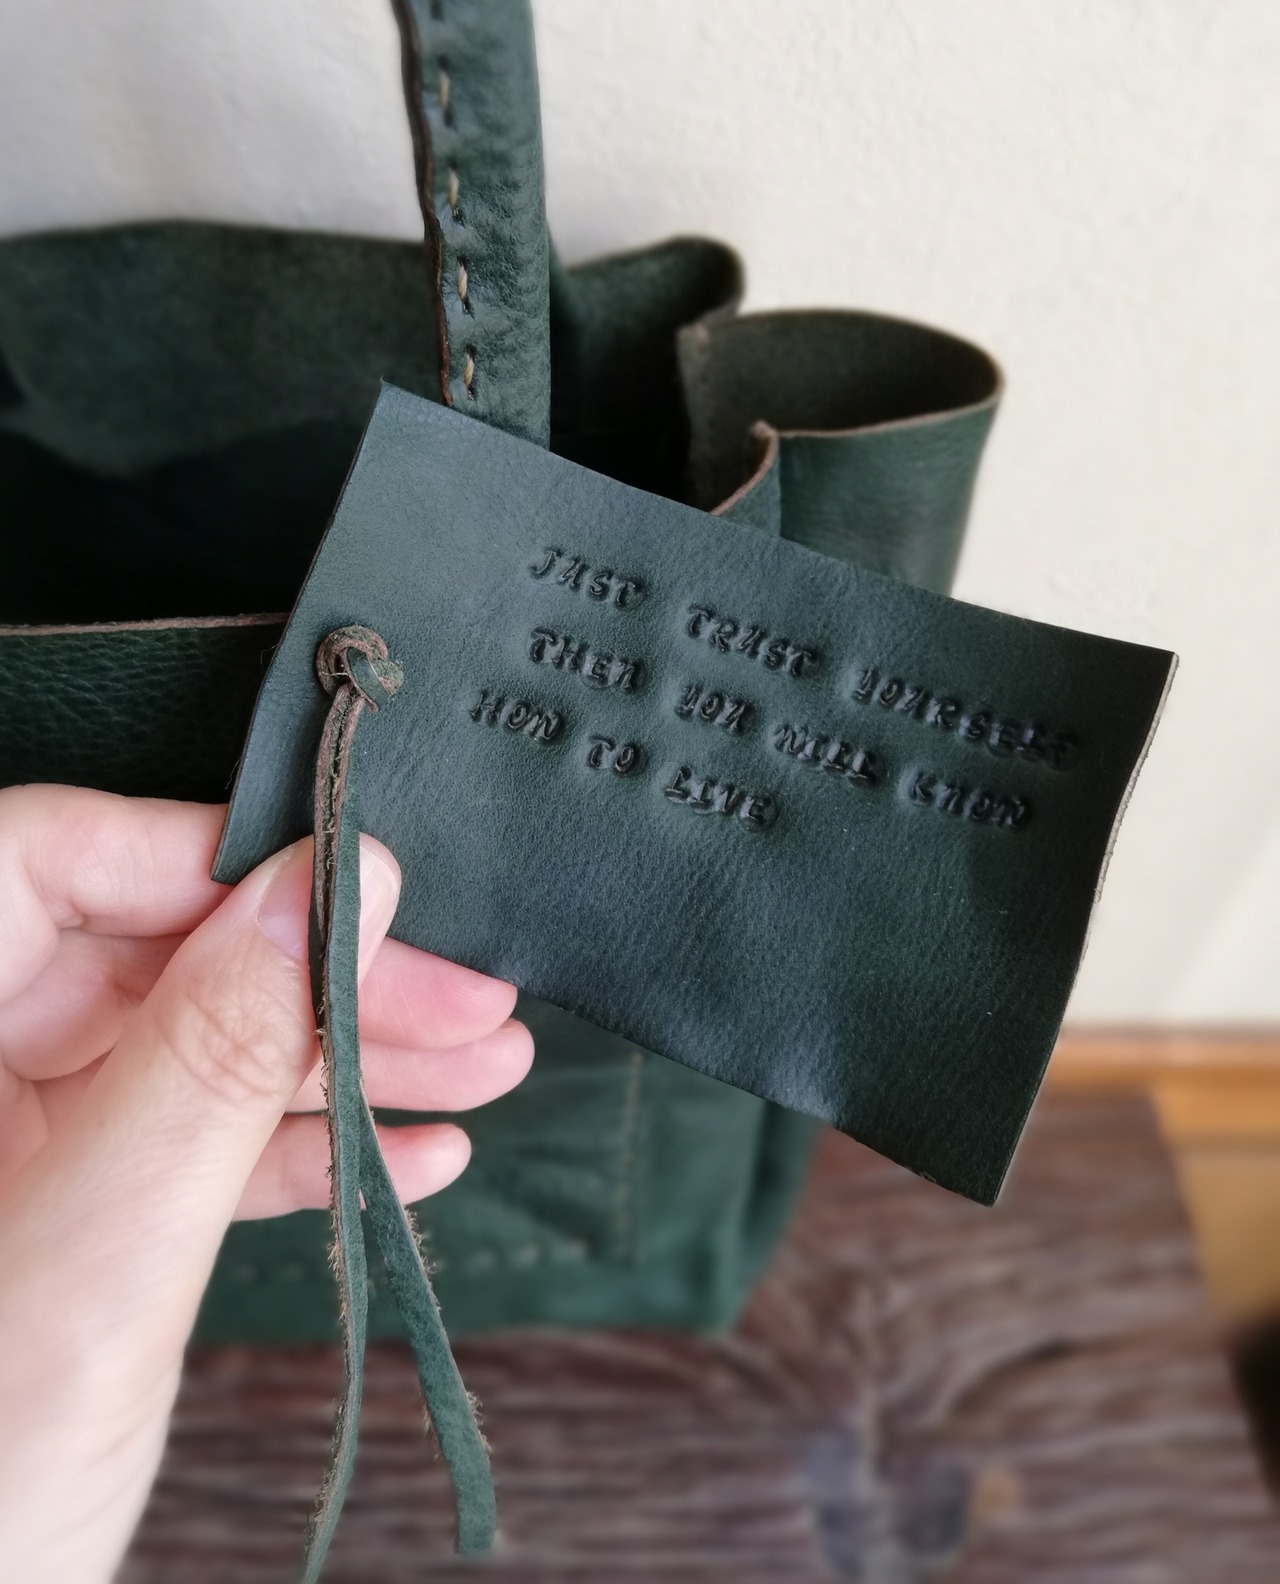 JUST TRUST YOURSELF
THEN YOU WILL KNOW
HOW TO LIVE